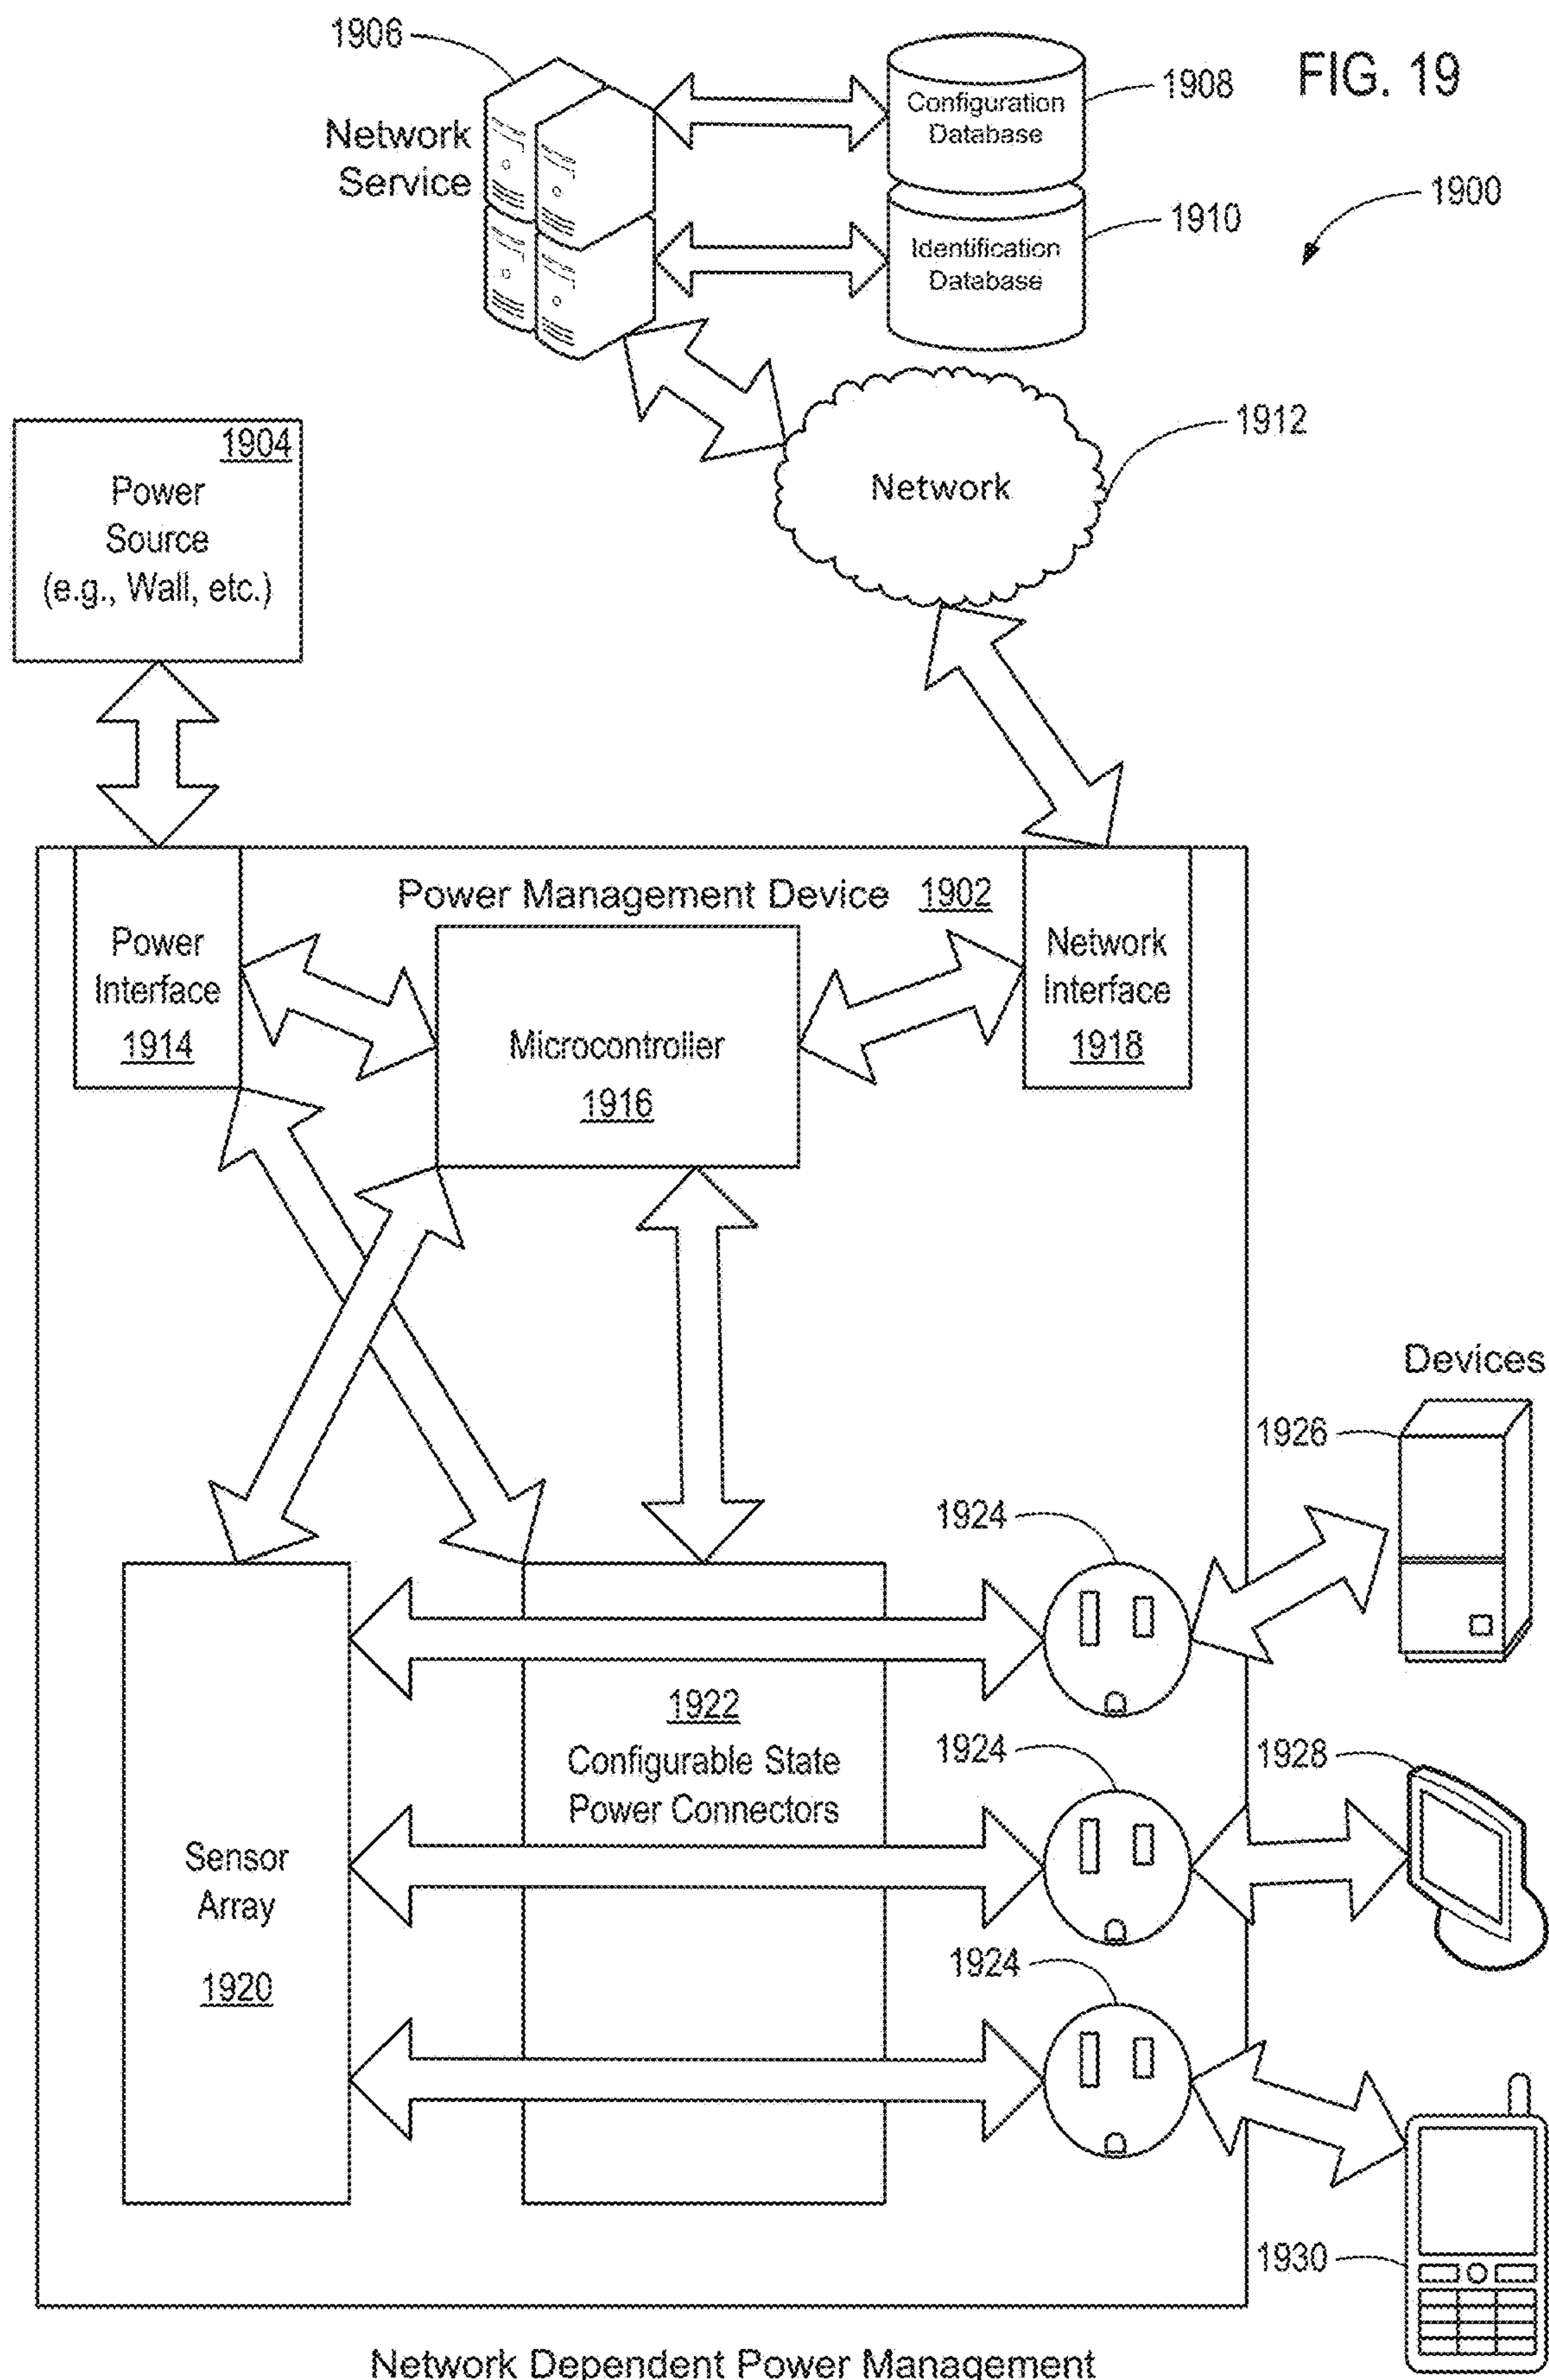 FIG. 19
1906
Network
Service
Configuration
Database
1908
Identification
Database
1910
1900
1912
Network
1904
Power
Source
(e.g., Wall, etc.)
Power Management Device 1902
Power
Interface
1914
Microcontroller
1916
Network
Interface
1918
Devices
1926
1924
1922
Configurable State
Power Connectors
1924
1928
Sensor
Array
1920
1924
1930
Network Dependent Power Management